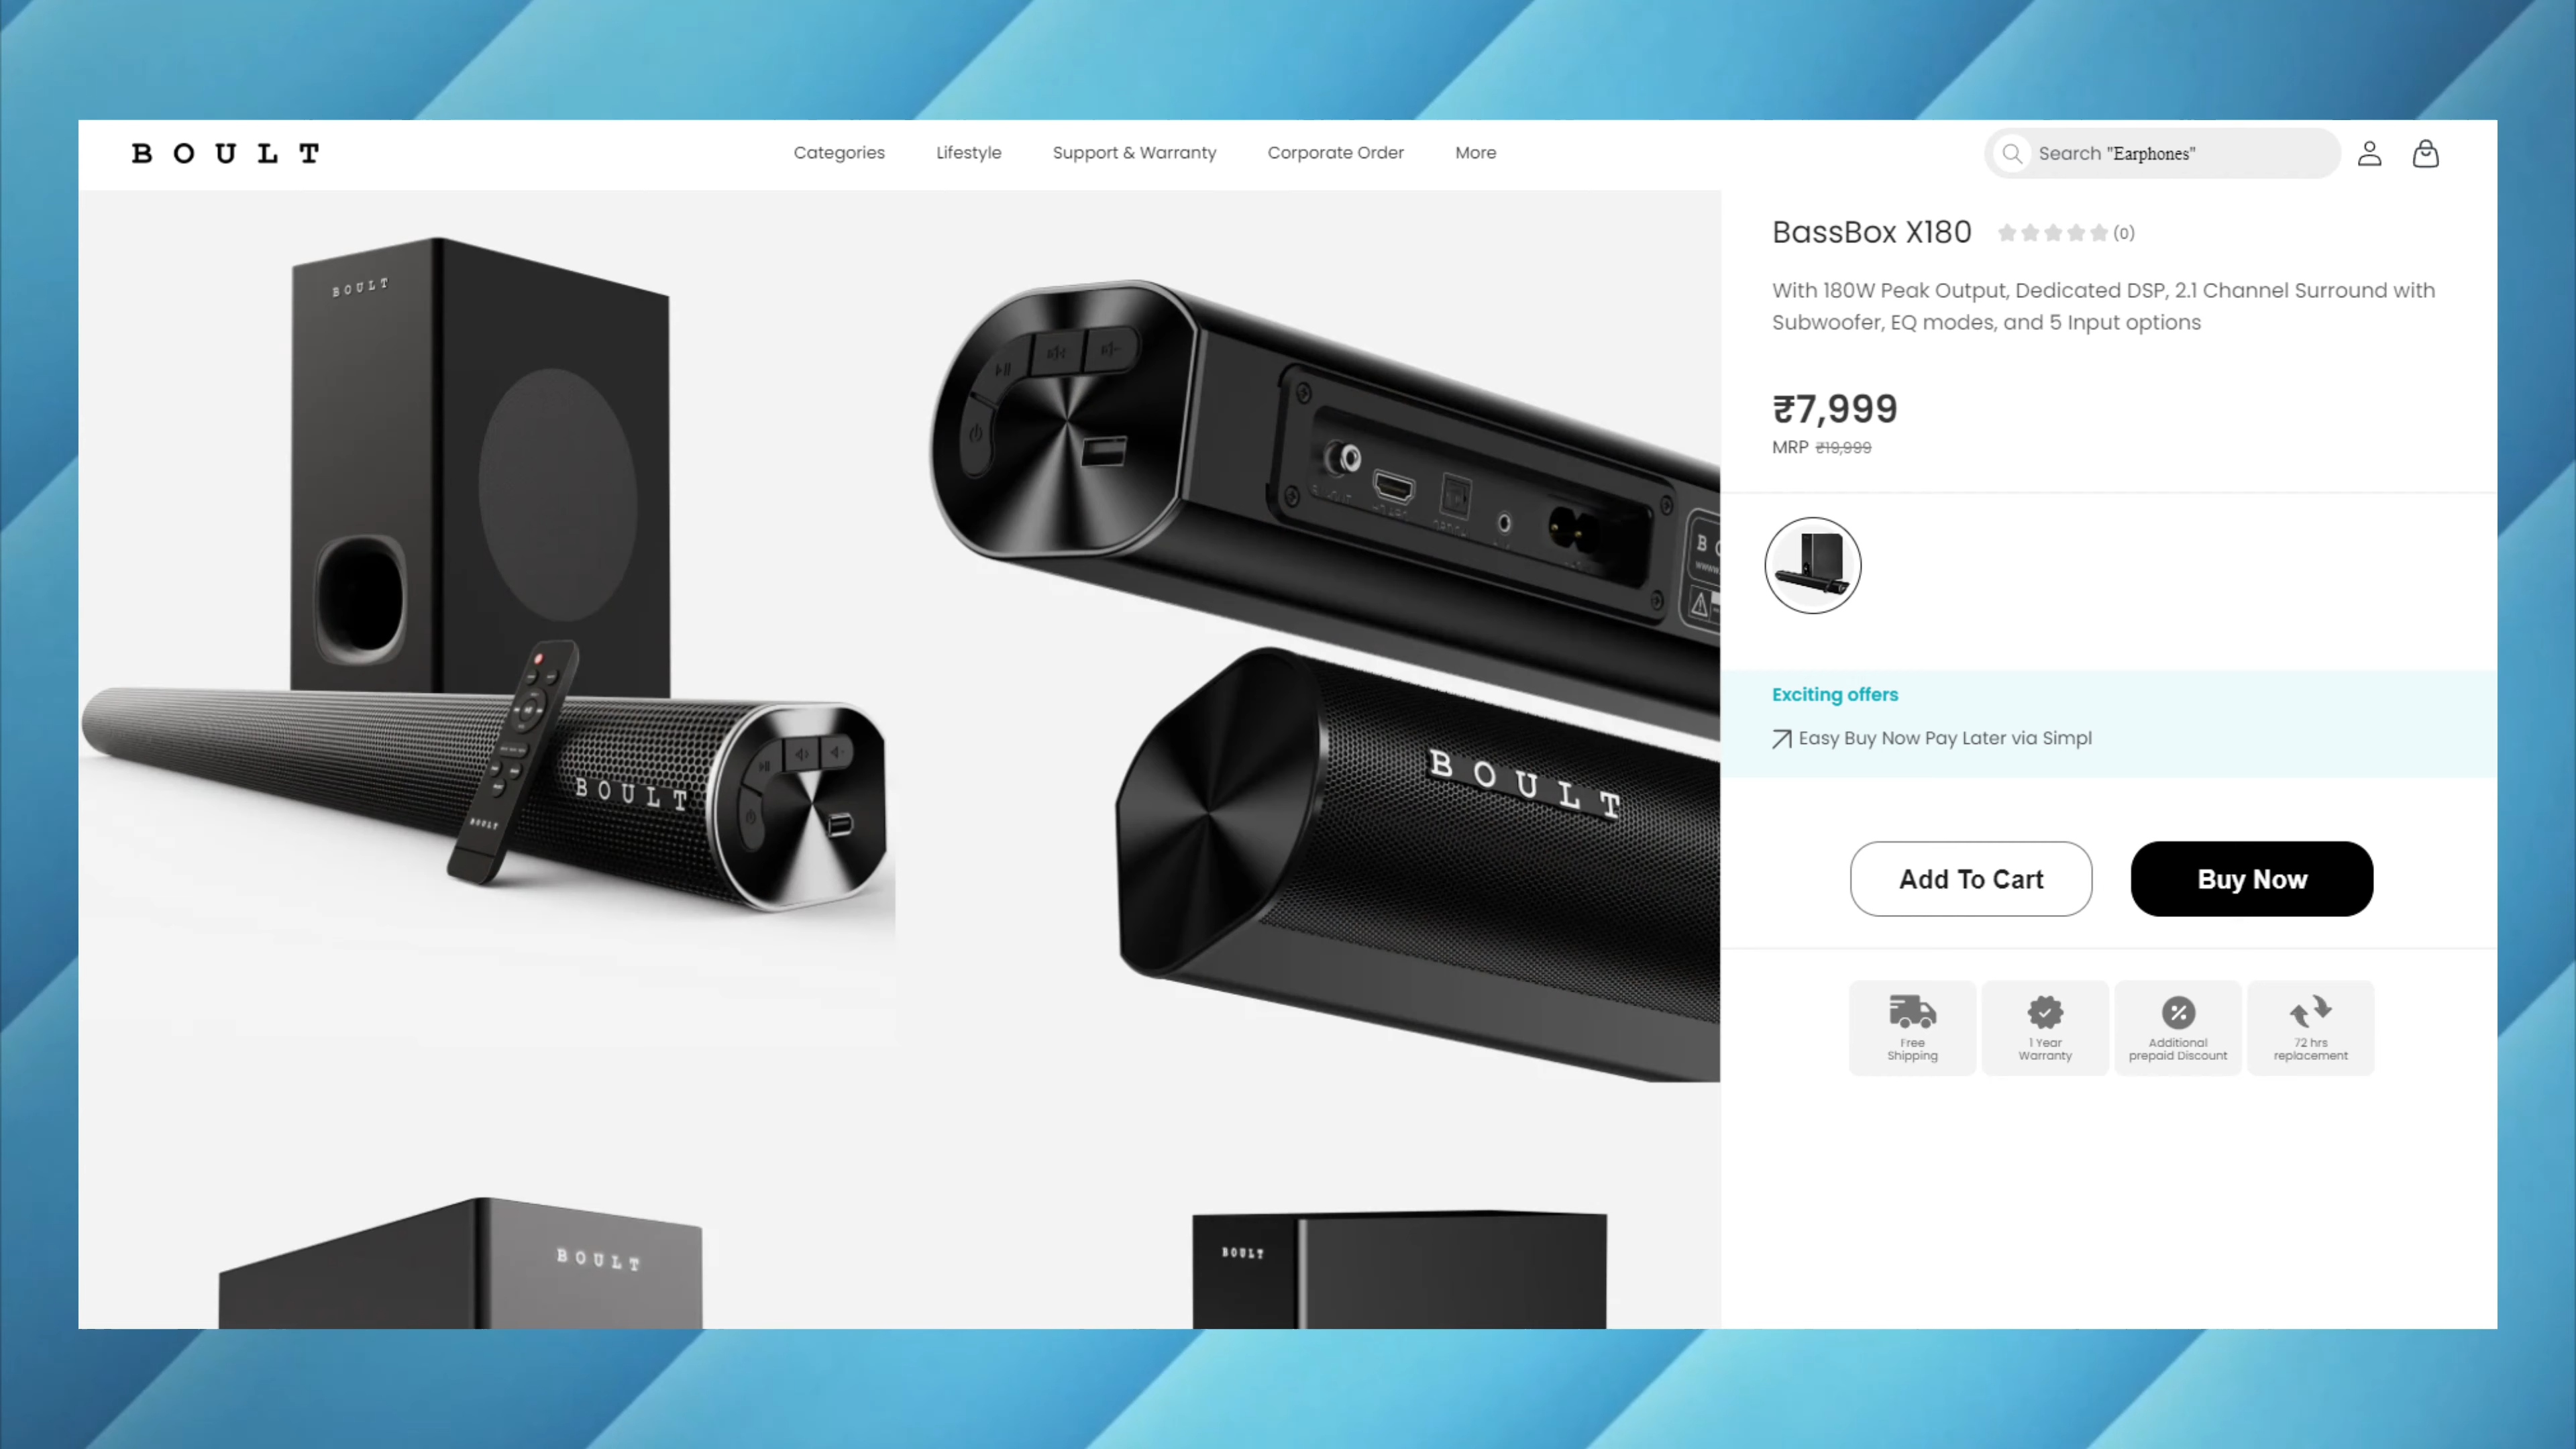 BOULT
Categories
Lifestyle
Support & Warranty
Corporate Order
More
Search "Earphones"
BassBox X180
(0)
With 180W Peak Output, Dedicated DSP, 2.1 Channel Surround with
Subwoofer, EQ modes, and 5 Input options
₹7,999
MRP ₹19,999
Exciting offers
Easy Buy Now Pay Later via Simpl
Add To Cart
Buy Now
Free
Shipping
1 Year
Warranty
Additional
prepaid Discount
72 hrs
replacement
BOULT
BOULT
BOULT
BOULT
BOULT
BOULT